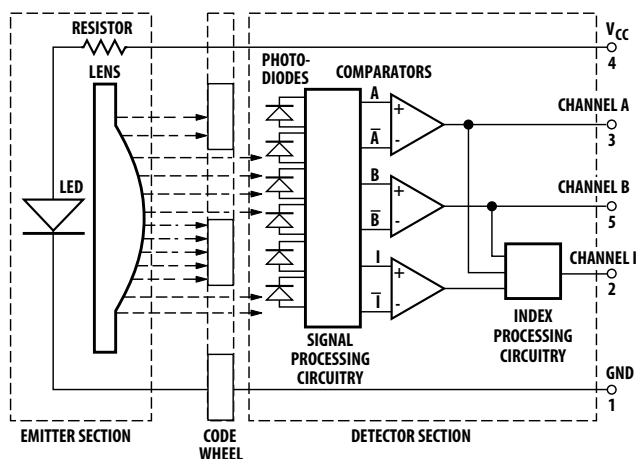 RESISTOR
LENS
LED
EMITTER SECTION
CODE
WHEEL
PHOTO-
DIODES
COMPARATORS
A
A̅
B
B̅
I
I̅
+
-
+
-
+
-
SIGNAL
PROCESSING
CIRCUITRY
INDEX
PROCESSING
CIRCUITRY
DETECTOR SECTION
VCC
4
CHANNEL A
3
CHANNEL B
5
CHANNEL I
2
GND
1